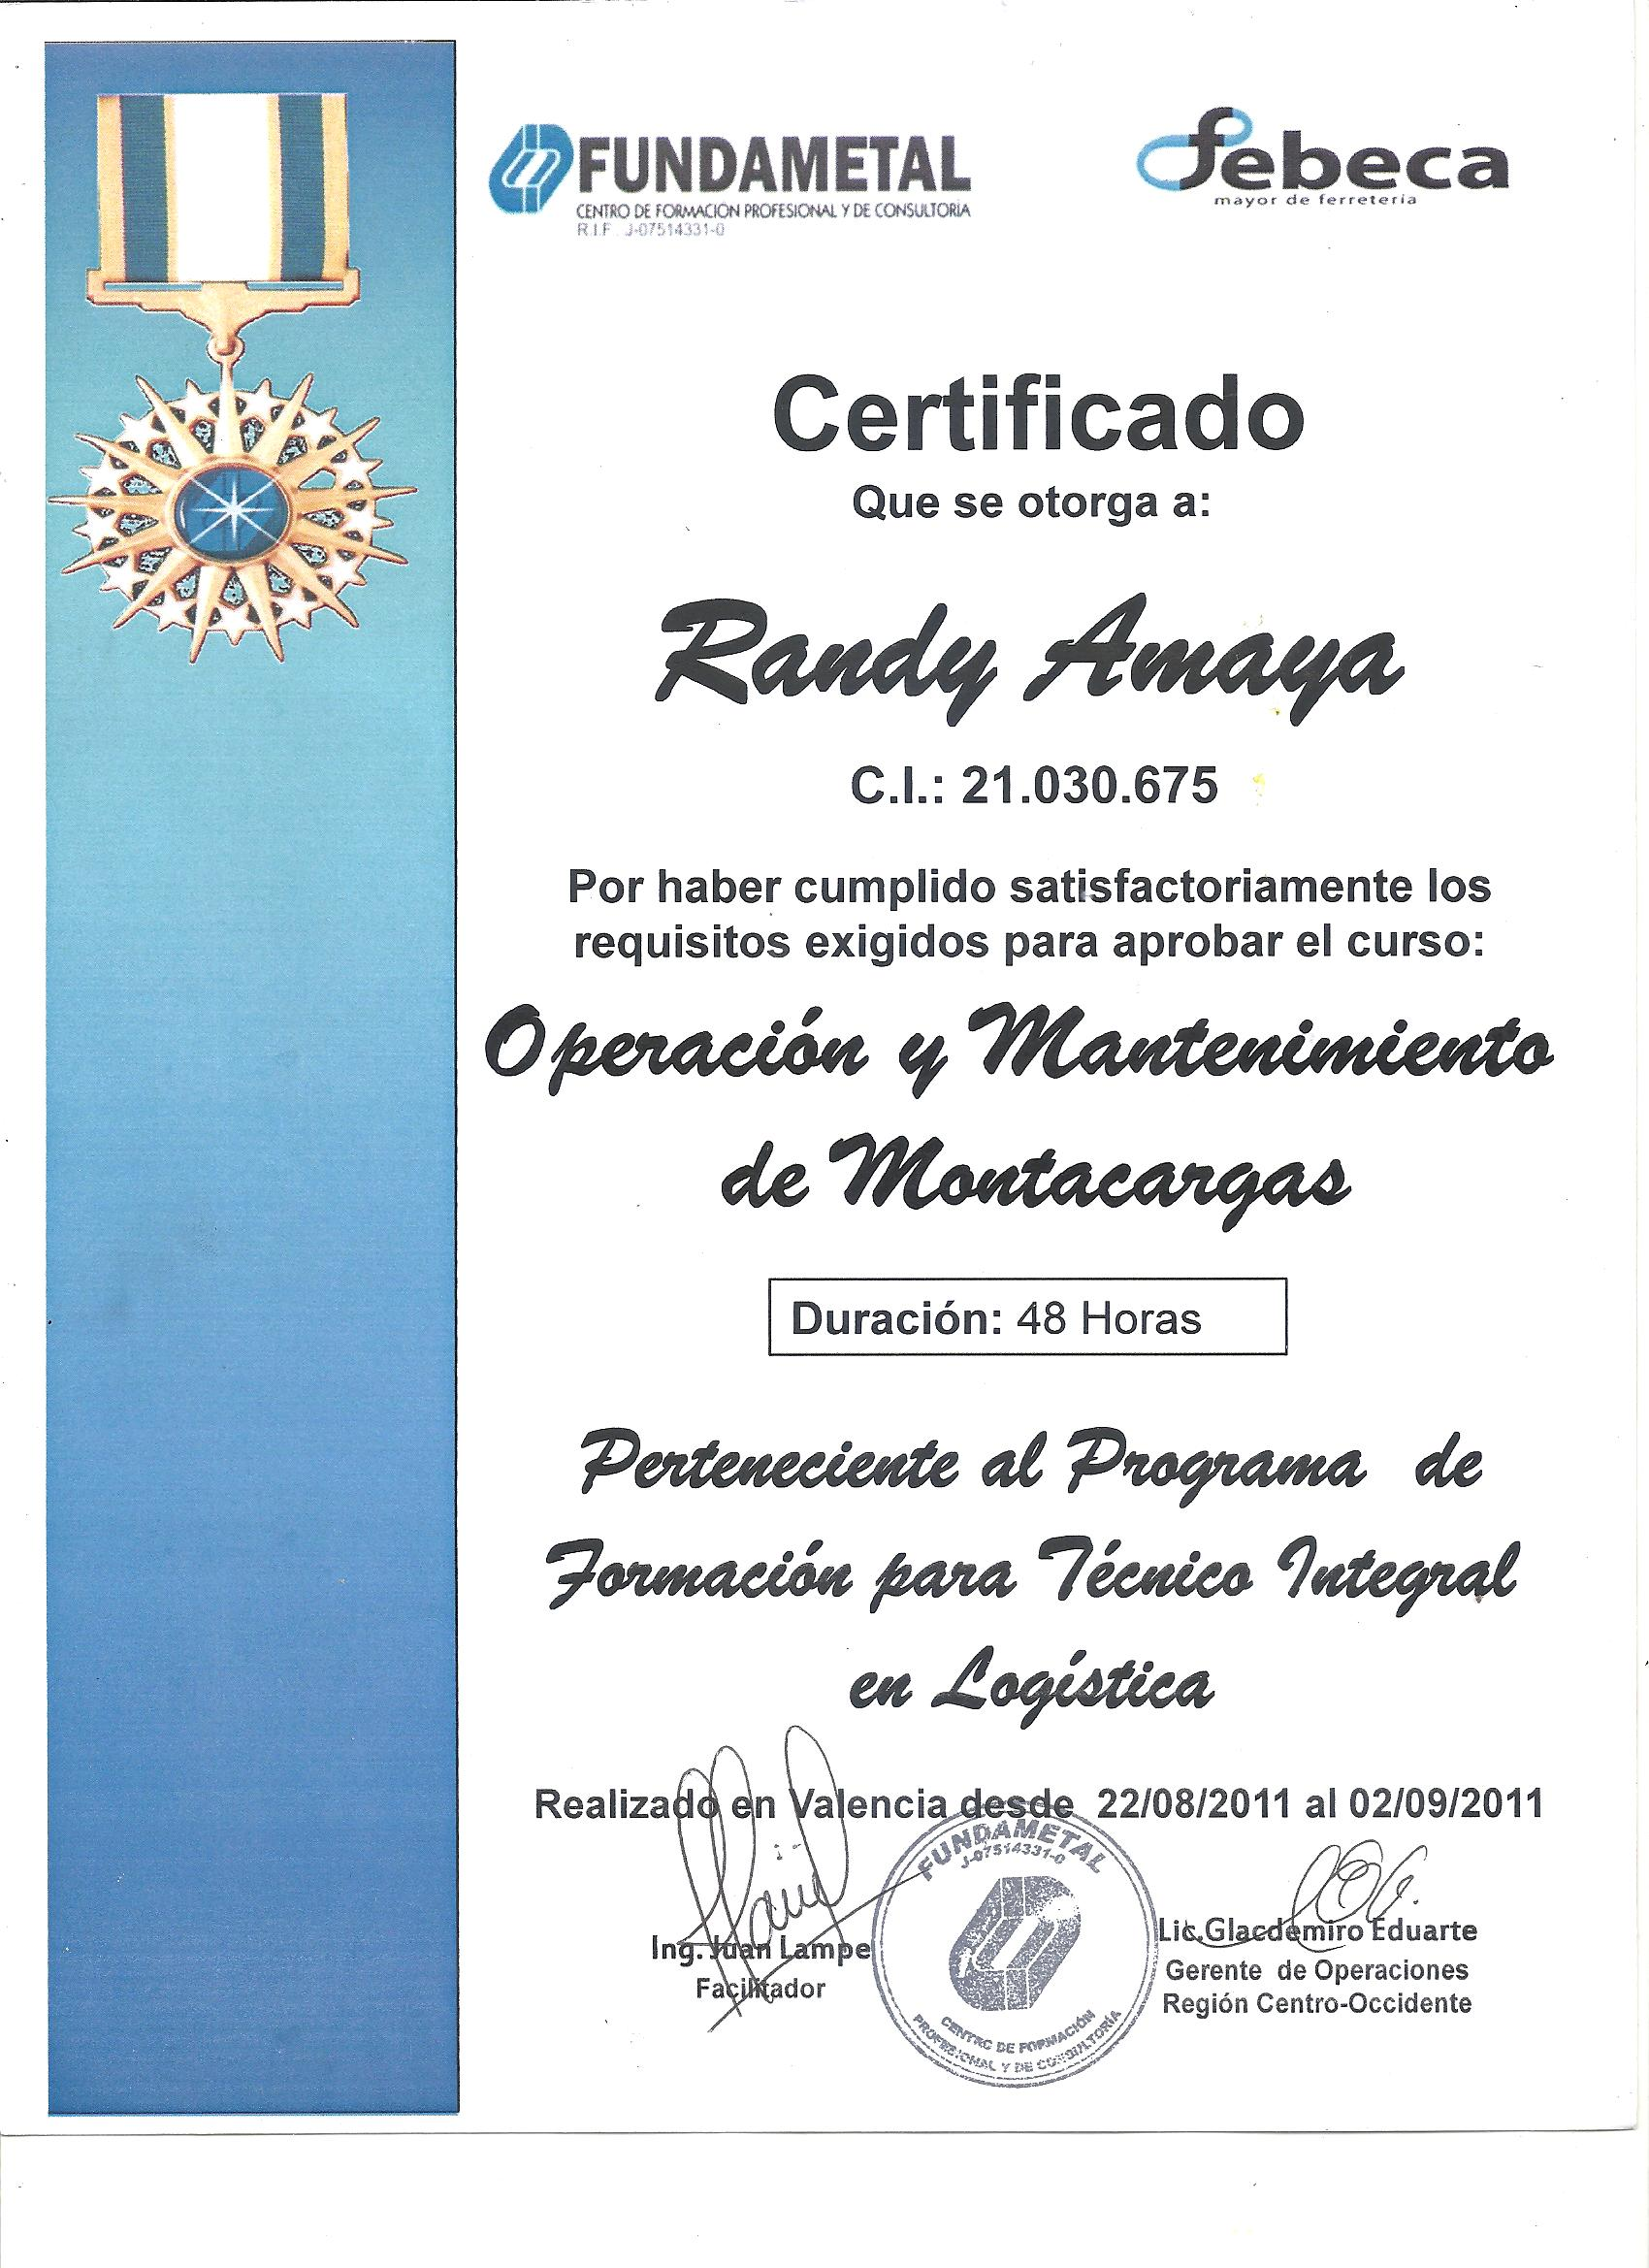 FUNDAMETAL
CENTRO DE FORMACION PROFESIONAL Y DE CONSULTORIA
R.I.F. J-07514331-0
febeca
mayor de ferretería
Certificado
Que se otorga a:
Randy Amaya
C.I.: 21.030.675
Por haber cumplido satisfactoriamente los
requisitos exigidos para aprobar el curso:
Operación y Mantenimiento
de Montacargas
Duración: 48 Horas
Perteneciente al Programa de
Formación para Técnico Integral
en Logística
Realizado en Valencia desde 22/08/2011 al 02/09/2011
Ing. Juan Lampe
Facilitador
FUNDAMETAL
J-07514331-0
CENTRO DE FORMACIÓN
PROFESIONAL Y DE CONSULTORIA
Lic.Glacdemiro Eduarte
Gerente de Operaciones
Región Centro-Occidente